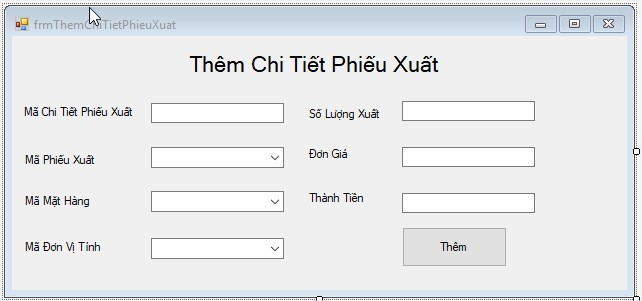 frmThemChiTietPhieuXuat
Thêm Chi Tiết Phiếu Xuất
Mã Chi Tiết Phiếu Xuất
Số Lượng Xuất
Mã Phiếu Xuất
Đơn Giá
Mã Mặt Hàng
Thành Tiền
Mã Đơn Vị Tính
Thêm